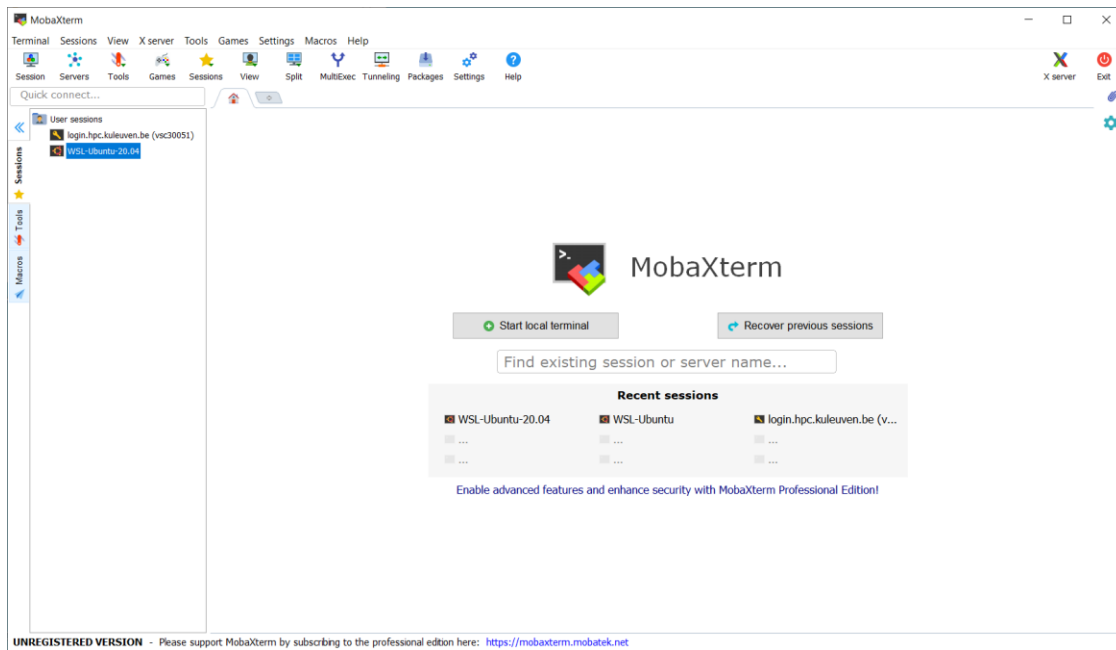 MobaXterm
Terminal Sessions View X server Tools Games Settings Macros Help
Session Servers Tools Games Sessions View Split MultiExec Tunneling Packages Settings Help X server Exit
Quick connect...
User sessions
login.hpc.kuleuven.be (vsc30051)
WSL-Ubuntu-20.04
Sessions
Tools
Macros
>.
MobaXterm
Start local terminal Recover previous sessions
Find existing session or server name...
Recent sessions
WSL-Ubuntu-20.04 WSL-Ubuntu login.hpc.kuleuven.be (v...
... ... ...
... ... ...
Enable advanced features and enhance security with MobaXterm Professional Edition!
UNREGISTERED VERSION - Please support MobaXterm by subscribing to the professional edition here: https://mobaxterm.mobatek.net